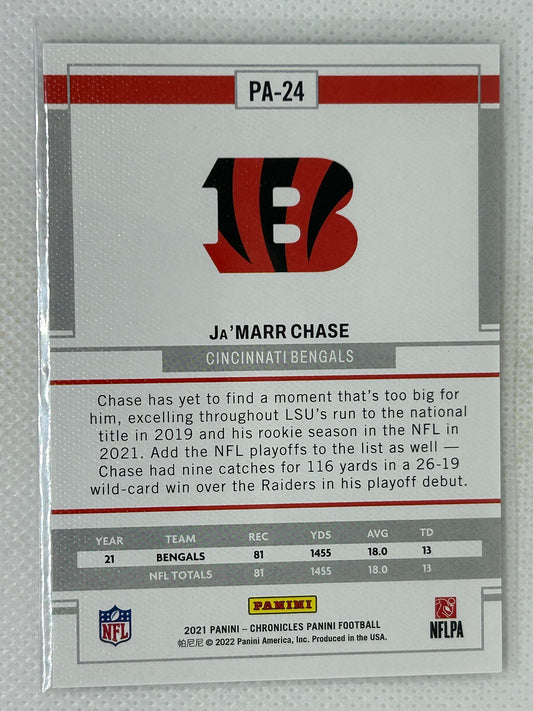 PA-24
B
JA'MARR CHASE
CINCINNATI BENGALS
Chase has yet to find a moment that's too big for
him, excelling throughout LSU's run to the national
title in 2019 and his rookie season in the NFL in
2021. Add the NFL playoffs to the list as well —
Chase had nine catches for 116 yards in a 26-19
wild-card win over the Raiders in his playoff debut.
YEAR TEAM REC YDS AVG TD
21 BENGALS 81 1455 18.0 13
NFL TOTALS 81 1455 18.0 13
PANINI
NFL
NFLPA
2021 PANINI – CHRONICLES PANINI FOOTBALL
帕尼尼 © 2022 Panini America, Inc. Produced in the USA.